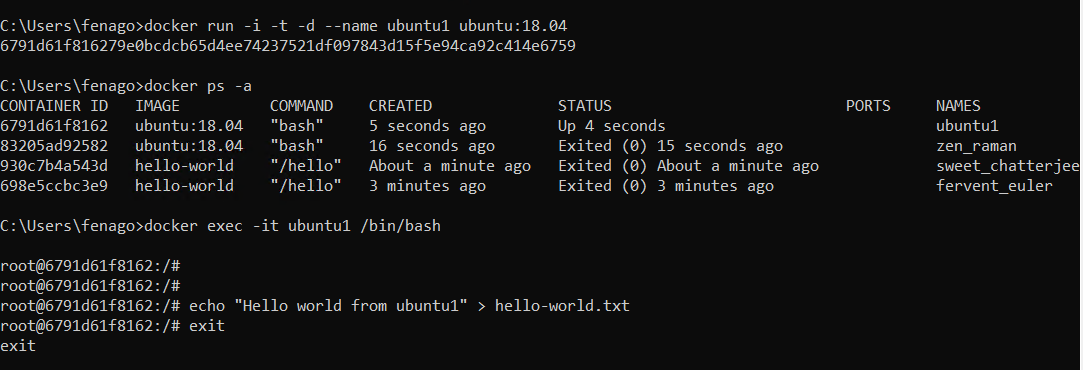 C:\Users\fenago>docker run -i -t -d --name ubuntu1 ubuntu:18.04
6791d61f816279e0bcdcb65d4ee74237521df097843d15f5e94ca92c414e6759
C:\Users\fenago>docker ps -a
CONTAINER ID   IMAGE          COMMAND    CREATED              STATUS                          PORTS     NAMES
6791d61f8162   ubuntu:18.04   "bash"     5 seconds ago        Up 4 seconds                              ubuntu1
83205ad92582   ubuntu:18.04   "bash"     16 seconds ago       Exited (0) 15 seconds ago                 zen_raman
930c7b4a543d   hello-world    "/hello"   About a minute ago   Exited (0) About a minute ago             sweet_chatterjee
698e5ccbc3e9   hello-world    "/hello"   3 minutes ago        Exited (0) 3 minutes ago                  fervent_euler
C:\Users\fenago>docker exec -it ubuntu1 /bin/bash
root@6791d61f8162:/#
root@6791d61f8162:/#
root@6791d61f8162:/# echo "Hello world from ubuntu1" > hello-world.txt
root@6791d61f8162:/# exit
exit